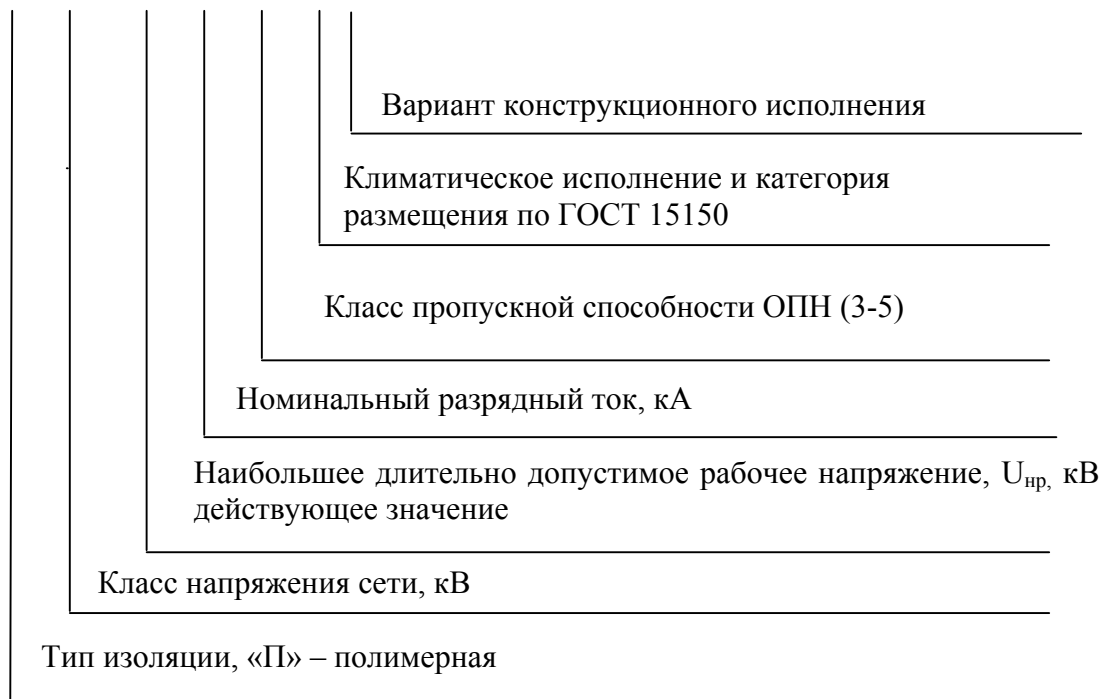 Вариант конструкционного исполнения
Климатическое исполнение и категория
размещения по ГОСТ 15150
Класс пропускной способности ОПН (3-5)
Номинальный разрядный ток, кА
Наибольшее длительно допустимое рабочее напряжение, Uнр, кВ
действующее значение
Класс напряжения сети, кВ
Тип изоляции, «П» – полимерная